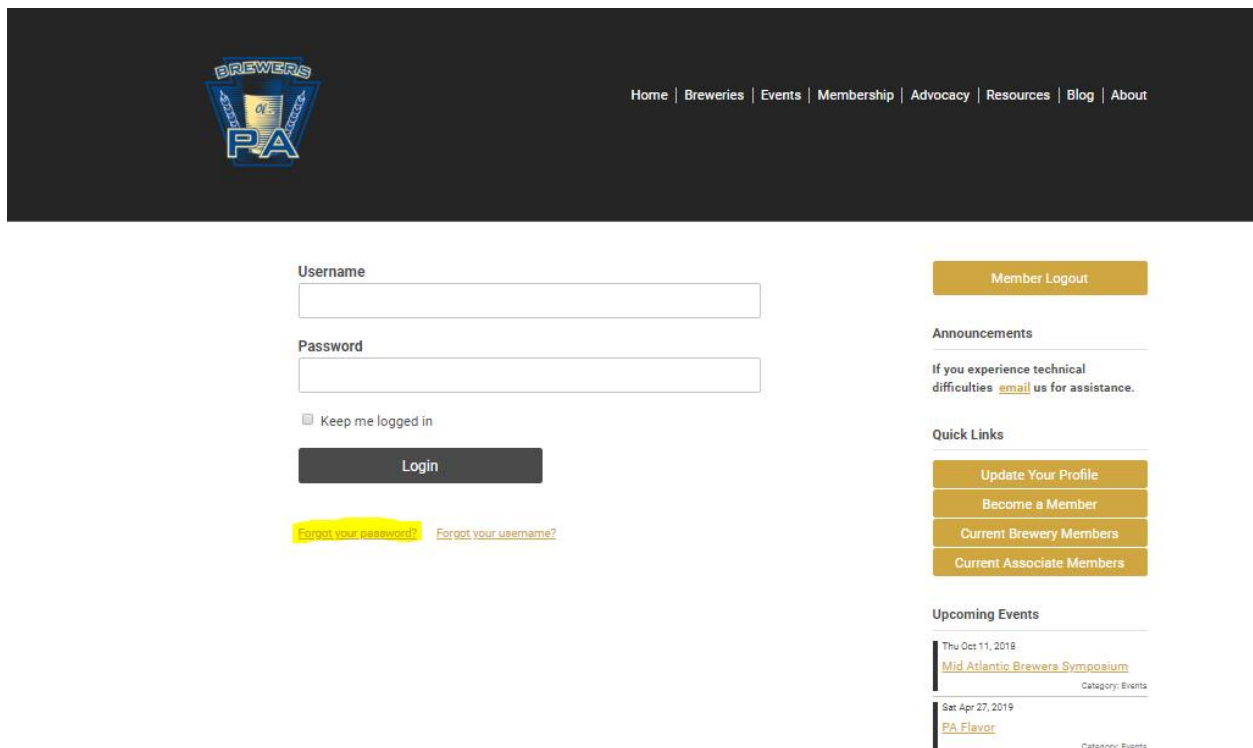 BREWERS
of
PA
Home | Breweries | Events | Membership | Advocacy | Resources | Blog | About
Username
Password
Keep me logged in
Login
Forgot your password? Forgot your username?
Member Logout
Announcements
If you experience technical
difficulties email us for assistance.
Quick Links
Update Your Profile
Become a Member
Current Brewery Members
Current Associate Members
Upcoming Events
Thu Oct 11, 2018
Mid Atlantic Brewers Symposium
Category: Events
Sat Apr 27, 2019
PA Flavor
Category: Events